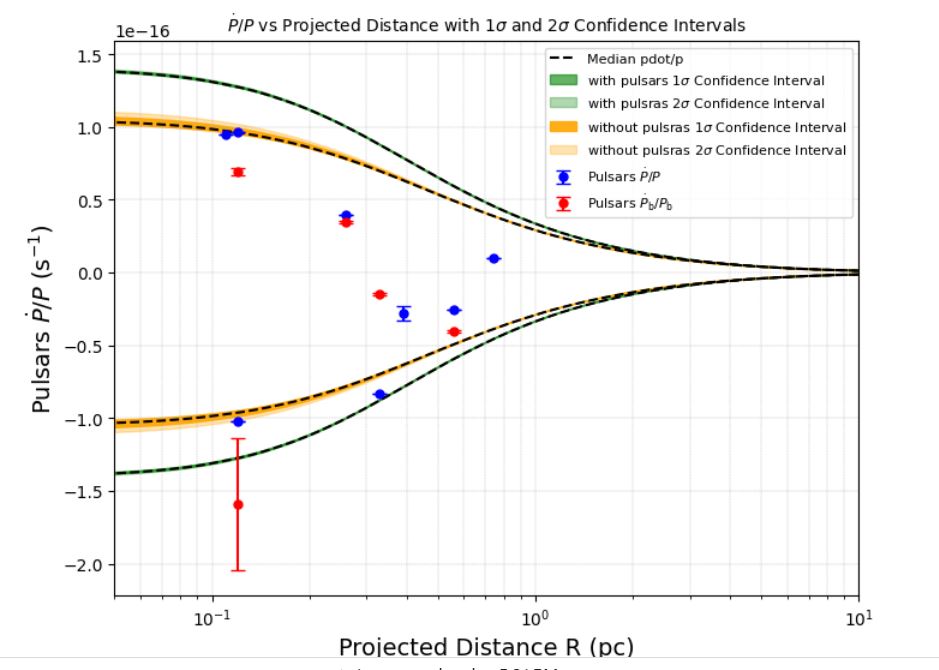 Ṗ/P vs Projected Distance with 1σ and 2σ Confidence Intervals
1e−16
Median pdot/p
with pulsars 1σ Confidence Interval
with pulsras 2σ Confidence Interval
without pulsras 1σ Confidence Interval
without pulsras 2σ Confidence Interval
Pulsars Ṗ/P
Pulsars Ṗb/Pb
1.5
1.0
0.5
0.0
−0.5
−1.0
−1.5
−2.0
Pulsars Ṗ/P (s⁻¹)
10⁻¹
10⁰
10¹
Projected Distance R (pc)